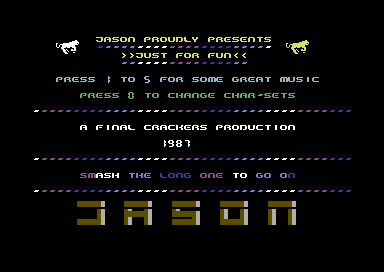 JASON PROUDLY PRESENTS
>>JUST FOR FUN<<
PRESS 1 TO 5 FOR SOME GREAT MUSIC
PRESS 8 TO CHANGE CHAR-SETS
A FINAL CRACKERS PRODUCTION
1987
SMASH THE LONG ONE TO GO ON
JASON